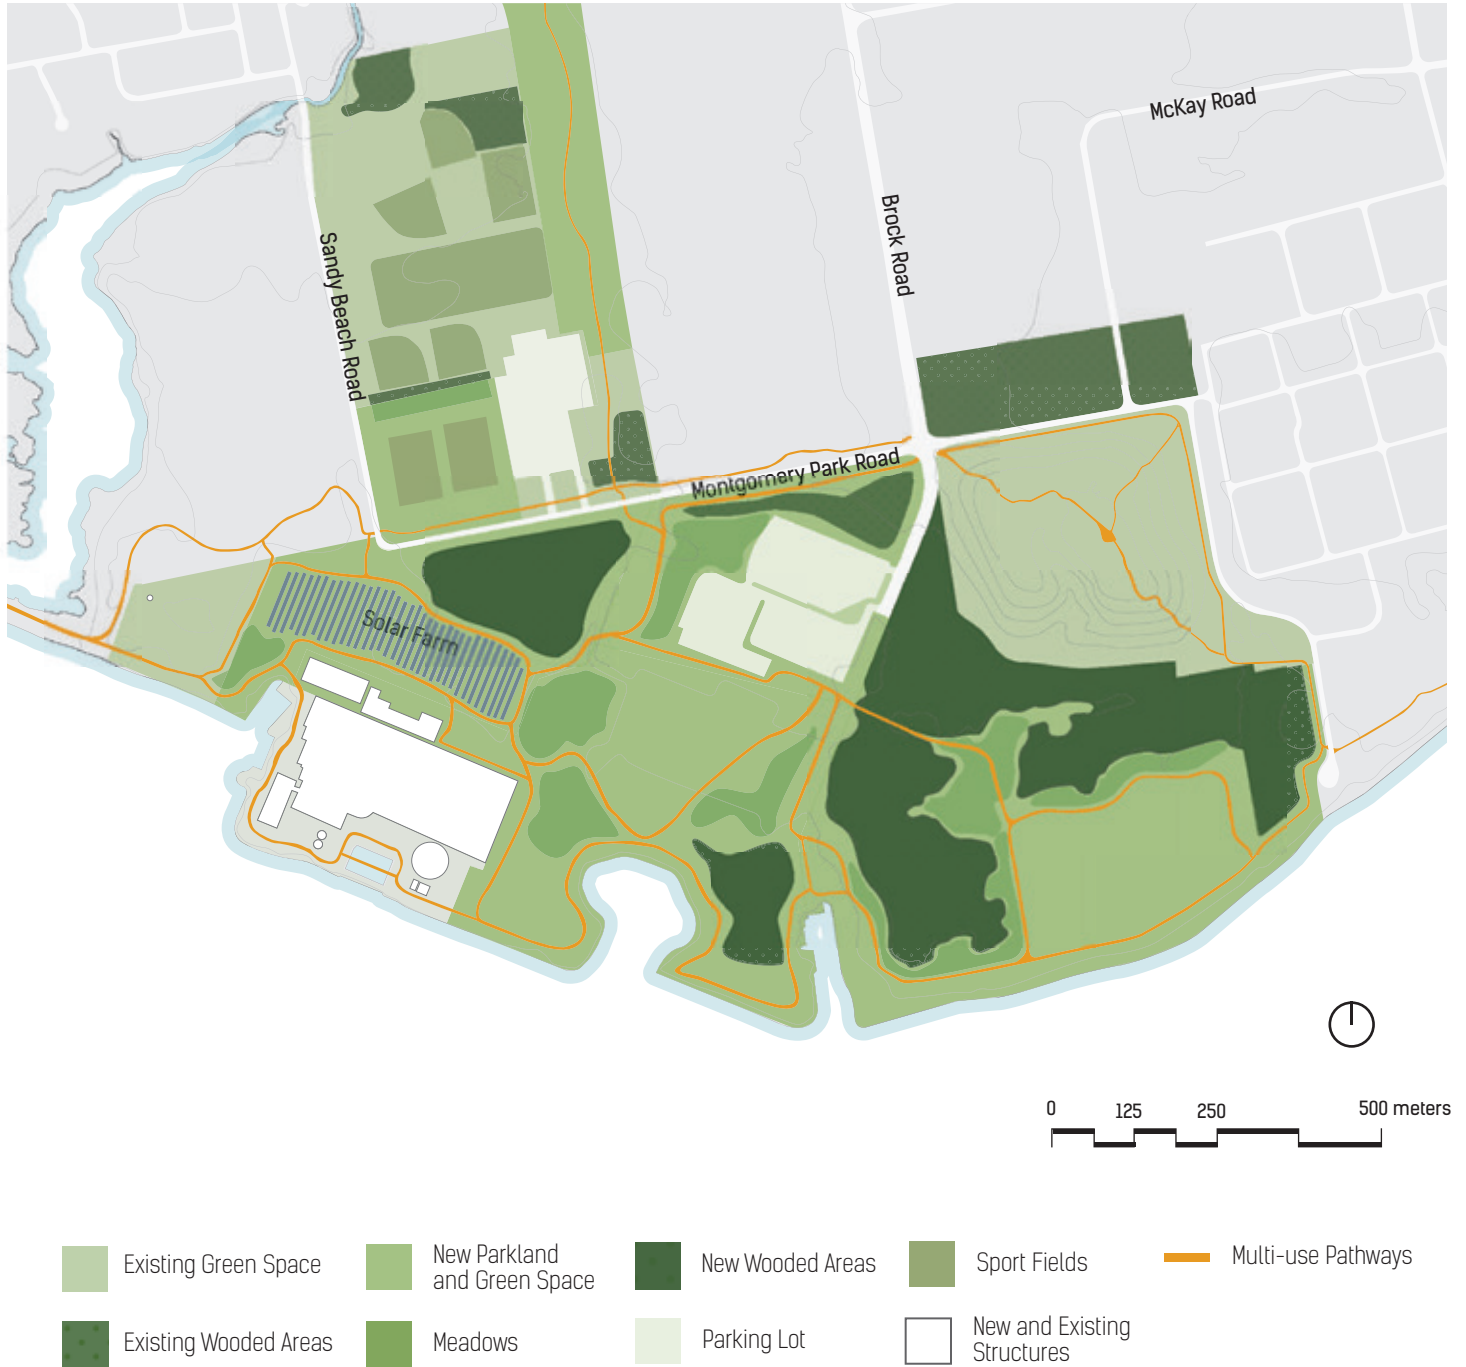 McKay Road
Brock Road
Sandy Beach Road
Montgomery Park Road
Solar Farm
0 125 250 500 meters
Existing Green Space
New Parkland
and Green Space
New Wooded Areas
Sport Fields
Multi-use Pathways
Existing Wooded Areas
Meadows
Parking Lot
New and Existing
Structures